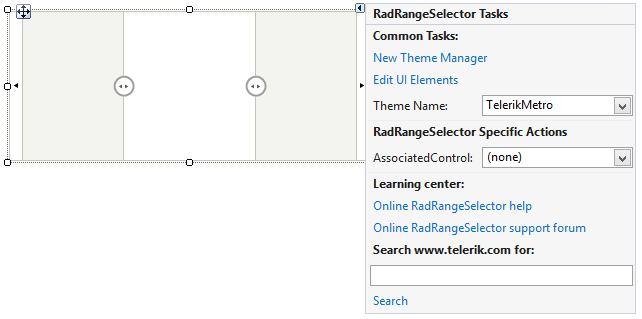 RadRangeSelector Tasks
Common Tasks:
New Theme Manager
Edit UI Elements
Theme Name: TelerikMetro
RadRangeSelector Specific Actions
AssociatedControl: (none)
Learning center:
Online RadRangeSelector help
Online RadRangeSelector support forum
Search www.telerik.com for:
Search